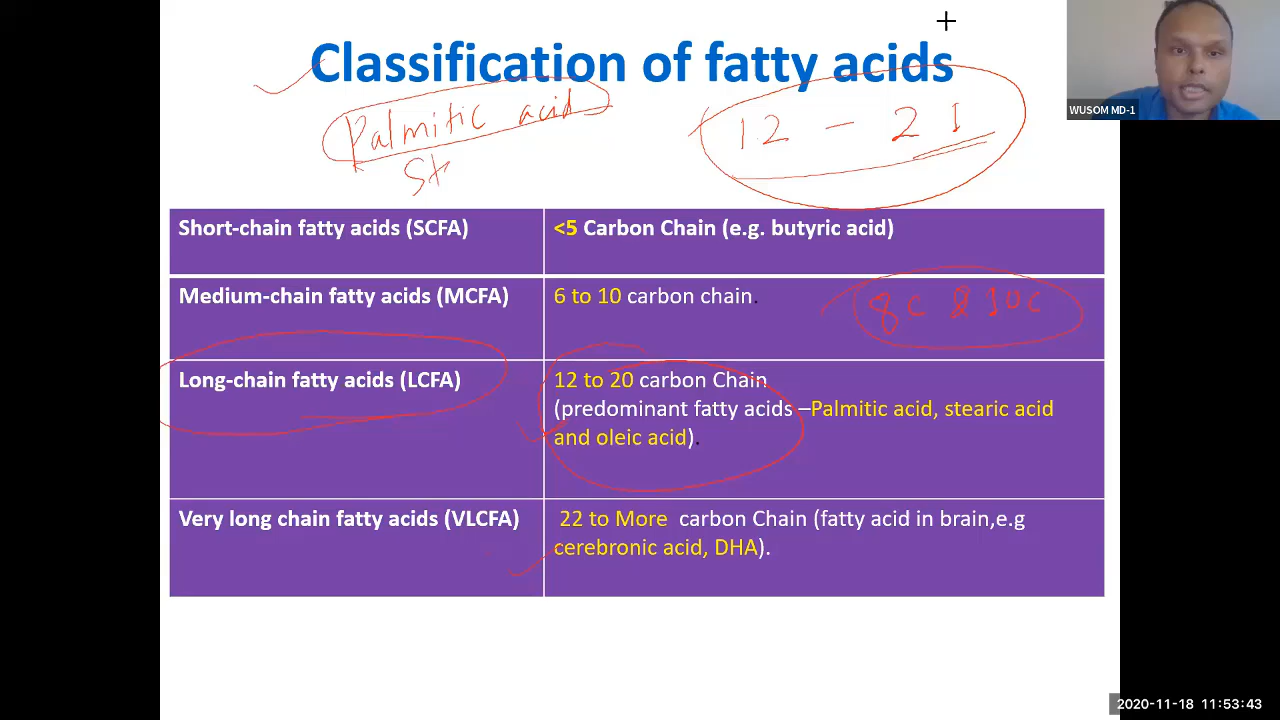 Classification of fatty acids
WUSOM MD-1
Palmitic acid
12 - 21
St
Short-chain fatty acids (SCFA)
<5 Carbon Chain (e.g. butyric acid)
Medium-chain fatty acids (MCFA)
6 to 10 carbon chain.
8C & 10C
Long-chain fatty acids (LCFA)
12 to 20 carbon Chain
(predominant fatty acids –Palmitic acid, stearic acid
and oleic acid).
Very long chain fatty acids (VLCFA)
22 to More carbon Chain (fatty acid in brain,e.g
cerebronic acid, DHA).
2020-11-18 11:53:43